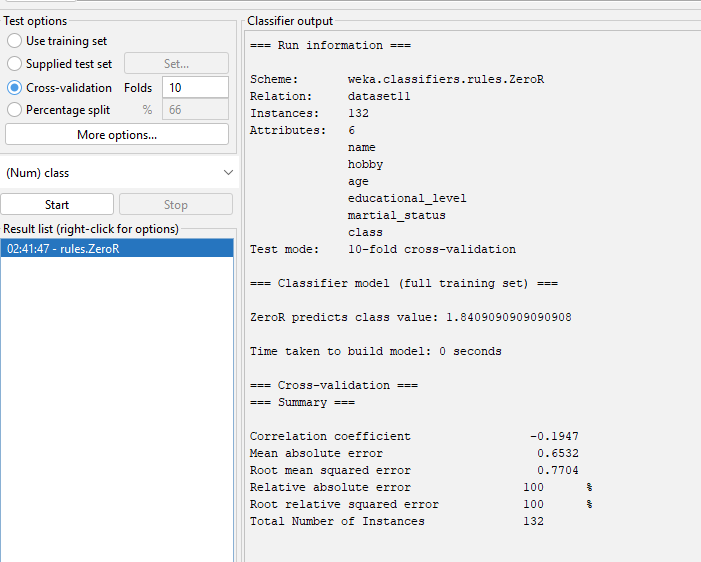 Test options
Use training set
Supplied test set Set...
Cross-validation Folds 10
Percentage split % 66
More options...
(Num) class
Start Stop
Result list (right-click for options)
02:41:47 - rules.ZeroR
Classifier output
=== Run information ===
Scheme: weka.classifiers.rules.ZeroR
Relation: dataset11
Instances: 132
Attributes: 6
name
hobby
age
educational_level
martial_status
class
Test mode: 10-fold cross-validation
=== Classifier model (full training set) ===
ZeroR predicts class value: 1.8409090909090908
Time taken to build model: 0 seconds
=== Cross-validation ===
=== Summary ===
Correlation coefficient -0.1947
Mean absolute error 0.6532
Root mean squared error 0.7704
Relative absolute error 100 %
Root relative squared error 100 %
Total Number of Instances 132